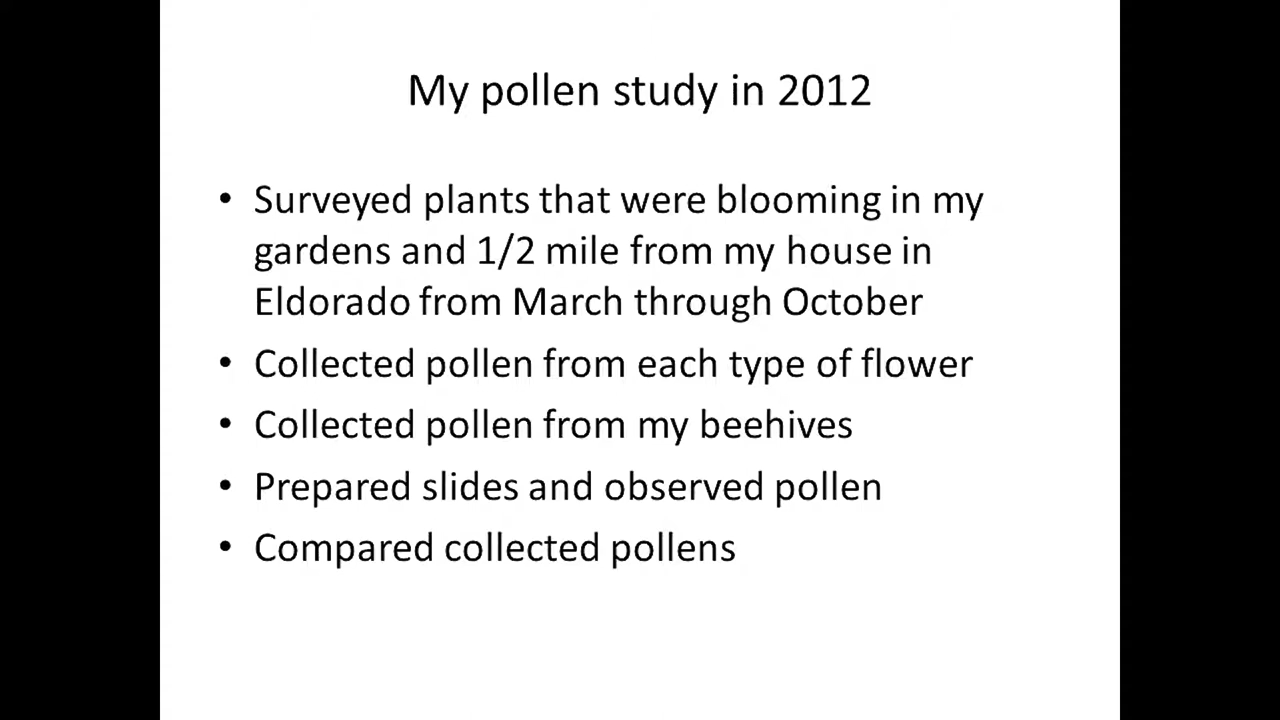 My pollen study in 2012
• Surveyed plants that were blooming in my
gardens and 1/2 mile from my house in
Eldorado from March through October
• Collected pollen from each type of flower
• Collected pollen from my beehives
• Prepared slides and observed pollen
• Compared collected pollens